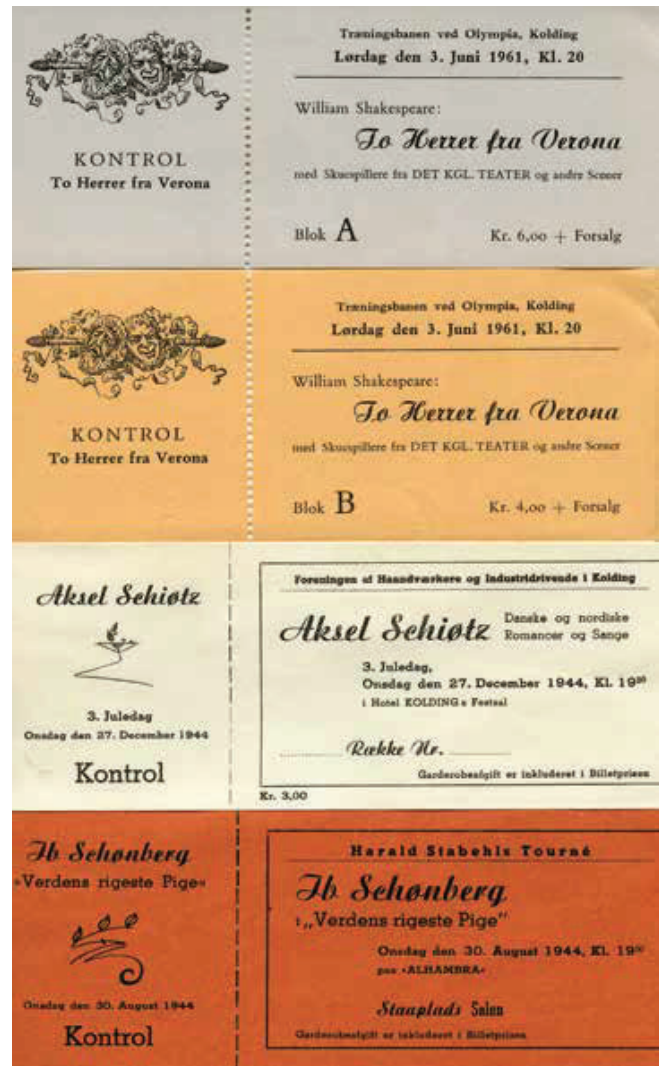 KONTROL
To Herrer fra Verona
Træningsbanen ved Olympia, Kolding
Lørdag den 3. Juni 1961, Kl. 20
William Shakespeare:
To Herrer fra Verona
med Skuespillere fra DET KGL. TEATER og andre Scener
Blok A Kr. 6,00 + Forsalg
KONTROL
To Herrer fra Verona
Træningsbanen ved Olympia, Kolding
Lørdag den 3. Juni 1961, Kl. 20
William Shakespeare:
To Herrer fra Verona
med Skuespillere fra DET KGL. TEATER og andre Scener
Blok B Kr. 4,00 + Forsalg
Aksel Schiøtz
3. Juledag
Onsdag den 27. December 1944
Kontrol
Foreningen af Haandværkere og Industridrivende i Kolding
Aksel Schiøtz Danske og nordiske
Romancer og Sange
3. Juledag,
Onsdag den 27. December 1944, Kl.
i Hotel KOLDINGs Festsal
Række Nr.
Garderobeafgift er inkluderet i Billetprisen
Kr. 3,00
Ib Schønberg
»Verdens rigeste Pige«
Onsdag den 30. August 1944
Kontrol
Harald Stabehls Tourné
Ib Schønberg
i „Verdens rigeste Pige"
Onsdag den 30. August 1944, Kl.
paa »ALHAMBRA«
Staaplads Salen
Garderobeafgift er inkluderet i Billetprisen